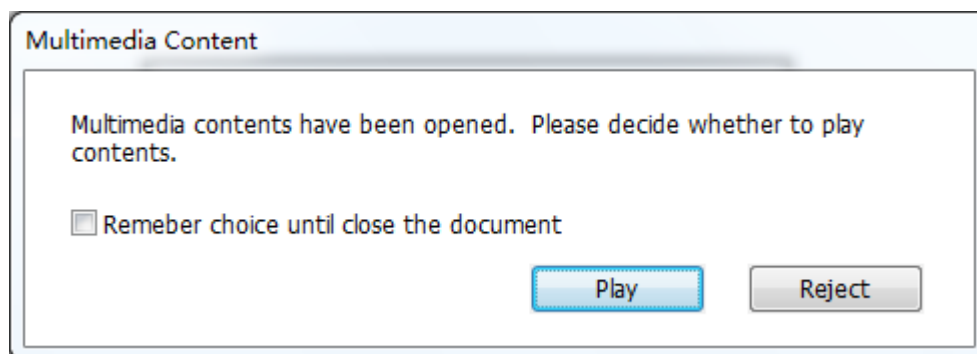 Multimedia Content
Multimedia contents have been opened.  Please decide whether to play
contents.
Remeber choice until close the document
Play
Reject